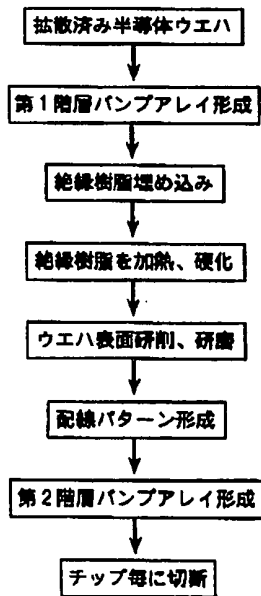 拡散済み半導体ウエハ
第1階層バンプアレイ形成
絶縁樹脂埋め込み
絶縁樹脂を加熱、硬化
ウエハ表面研削、研磨
配線パターン形成
第2階層バンプアレイ形成
チップ毎に切断